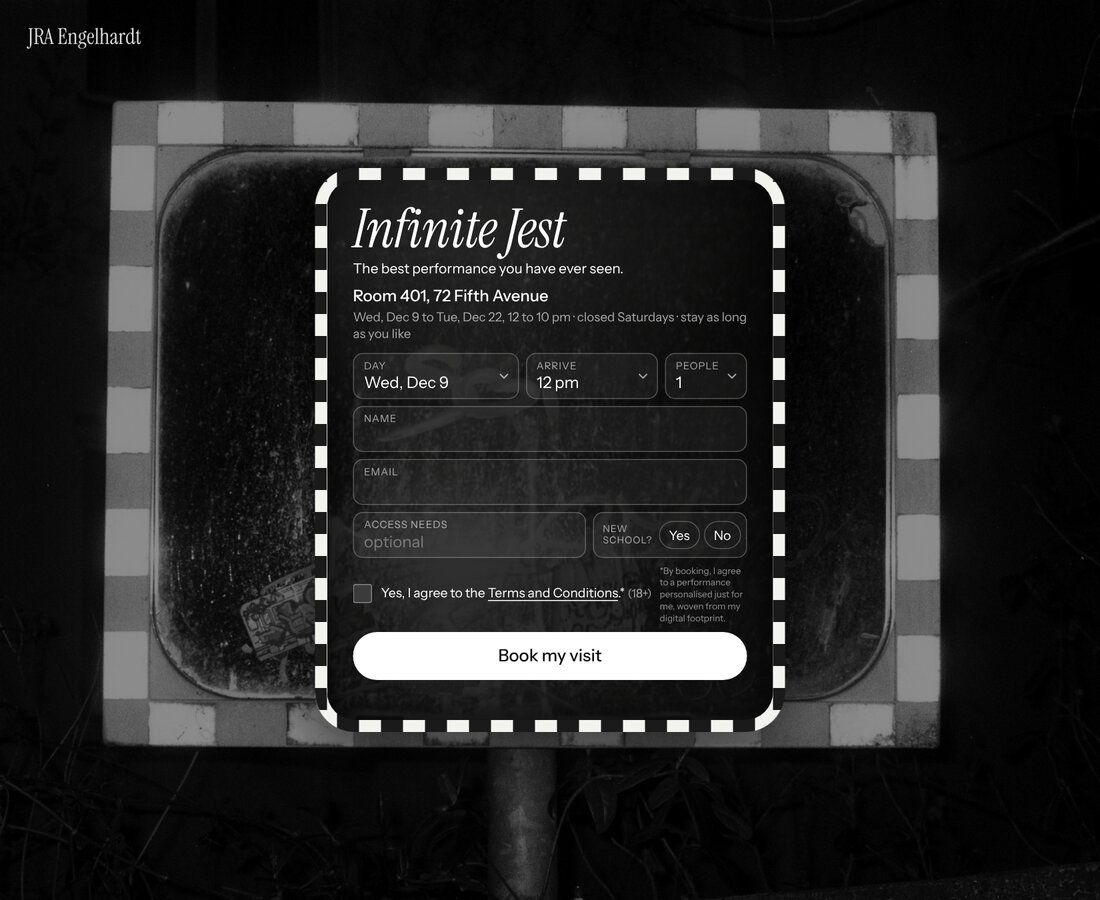 JRA Engelhardt
Infinite Jest
The best performance you have ever seen.
Room 401, 72 Fifth Avenue
Wed, Dec 9 to Tue, Dec 22, 12 to 10 pm · closed Saturdays · stay as long
as you like
DAY
Wed, Dec 9
ARRIVE
12 pm
PEOPLE
1
NAME
EMAIL
ACCESS NEEDS
optional
NEW
SCHOOL?
Yes
No
Yes, I agree to the Terms and Conditions.* (18+)
*By booking, I agree
to a performance
personalised just for
me, woven from my
digital footprint.
Book my visit